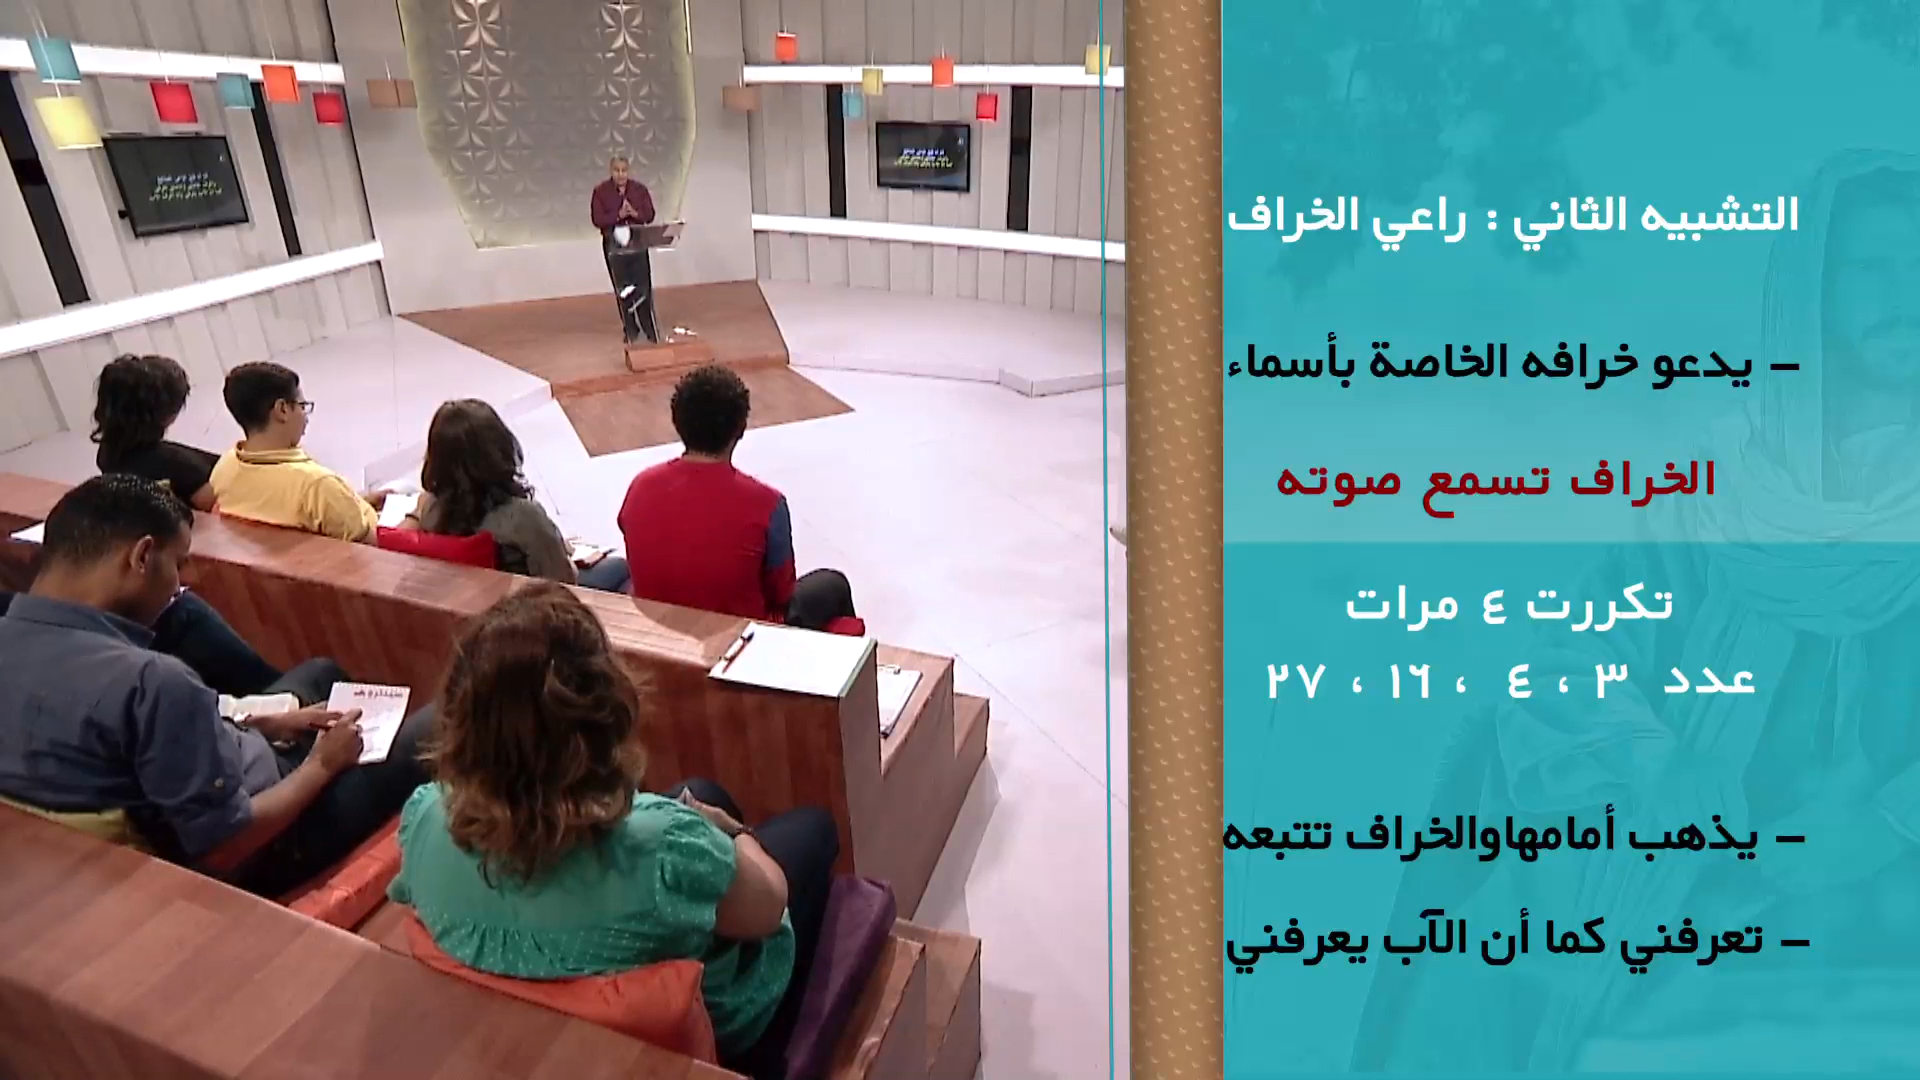 التشبيه الثاني : راعي الخراف
– يدعو خرافه الخاصة بأسماء
الخراف تسمع صوته
تكررت ٤ مرات
عدد ٣ ، ٤ ، ١٦ ، ٢٧
– يذهب أمامهاوالخراف تتبعه
– تعرفني كما أن الآب يعرفني